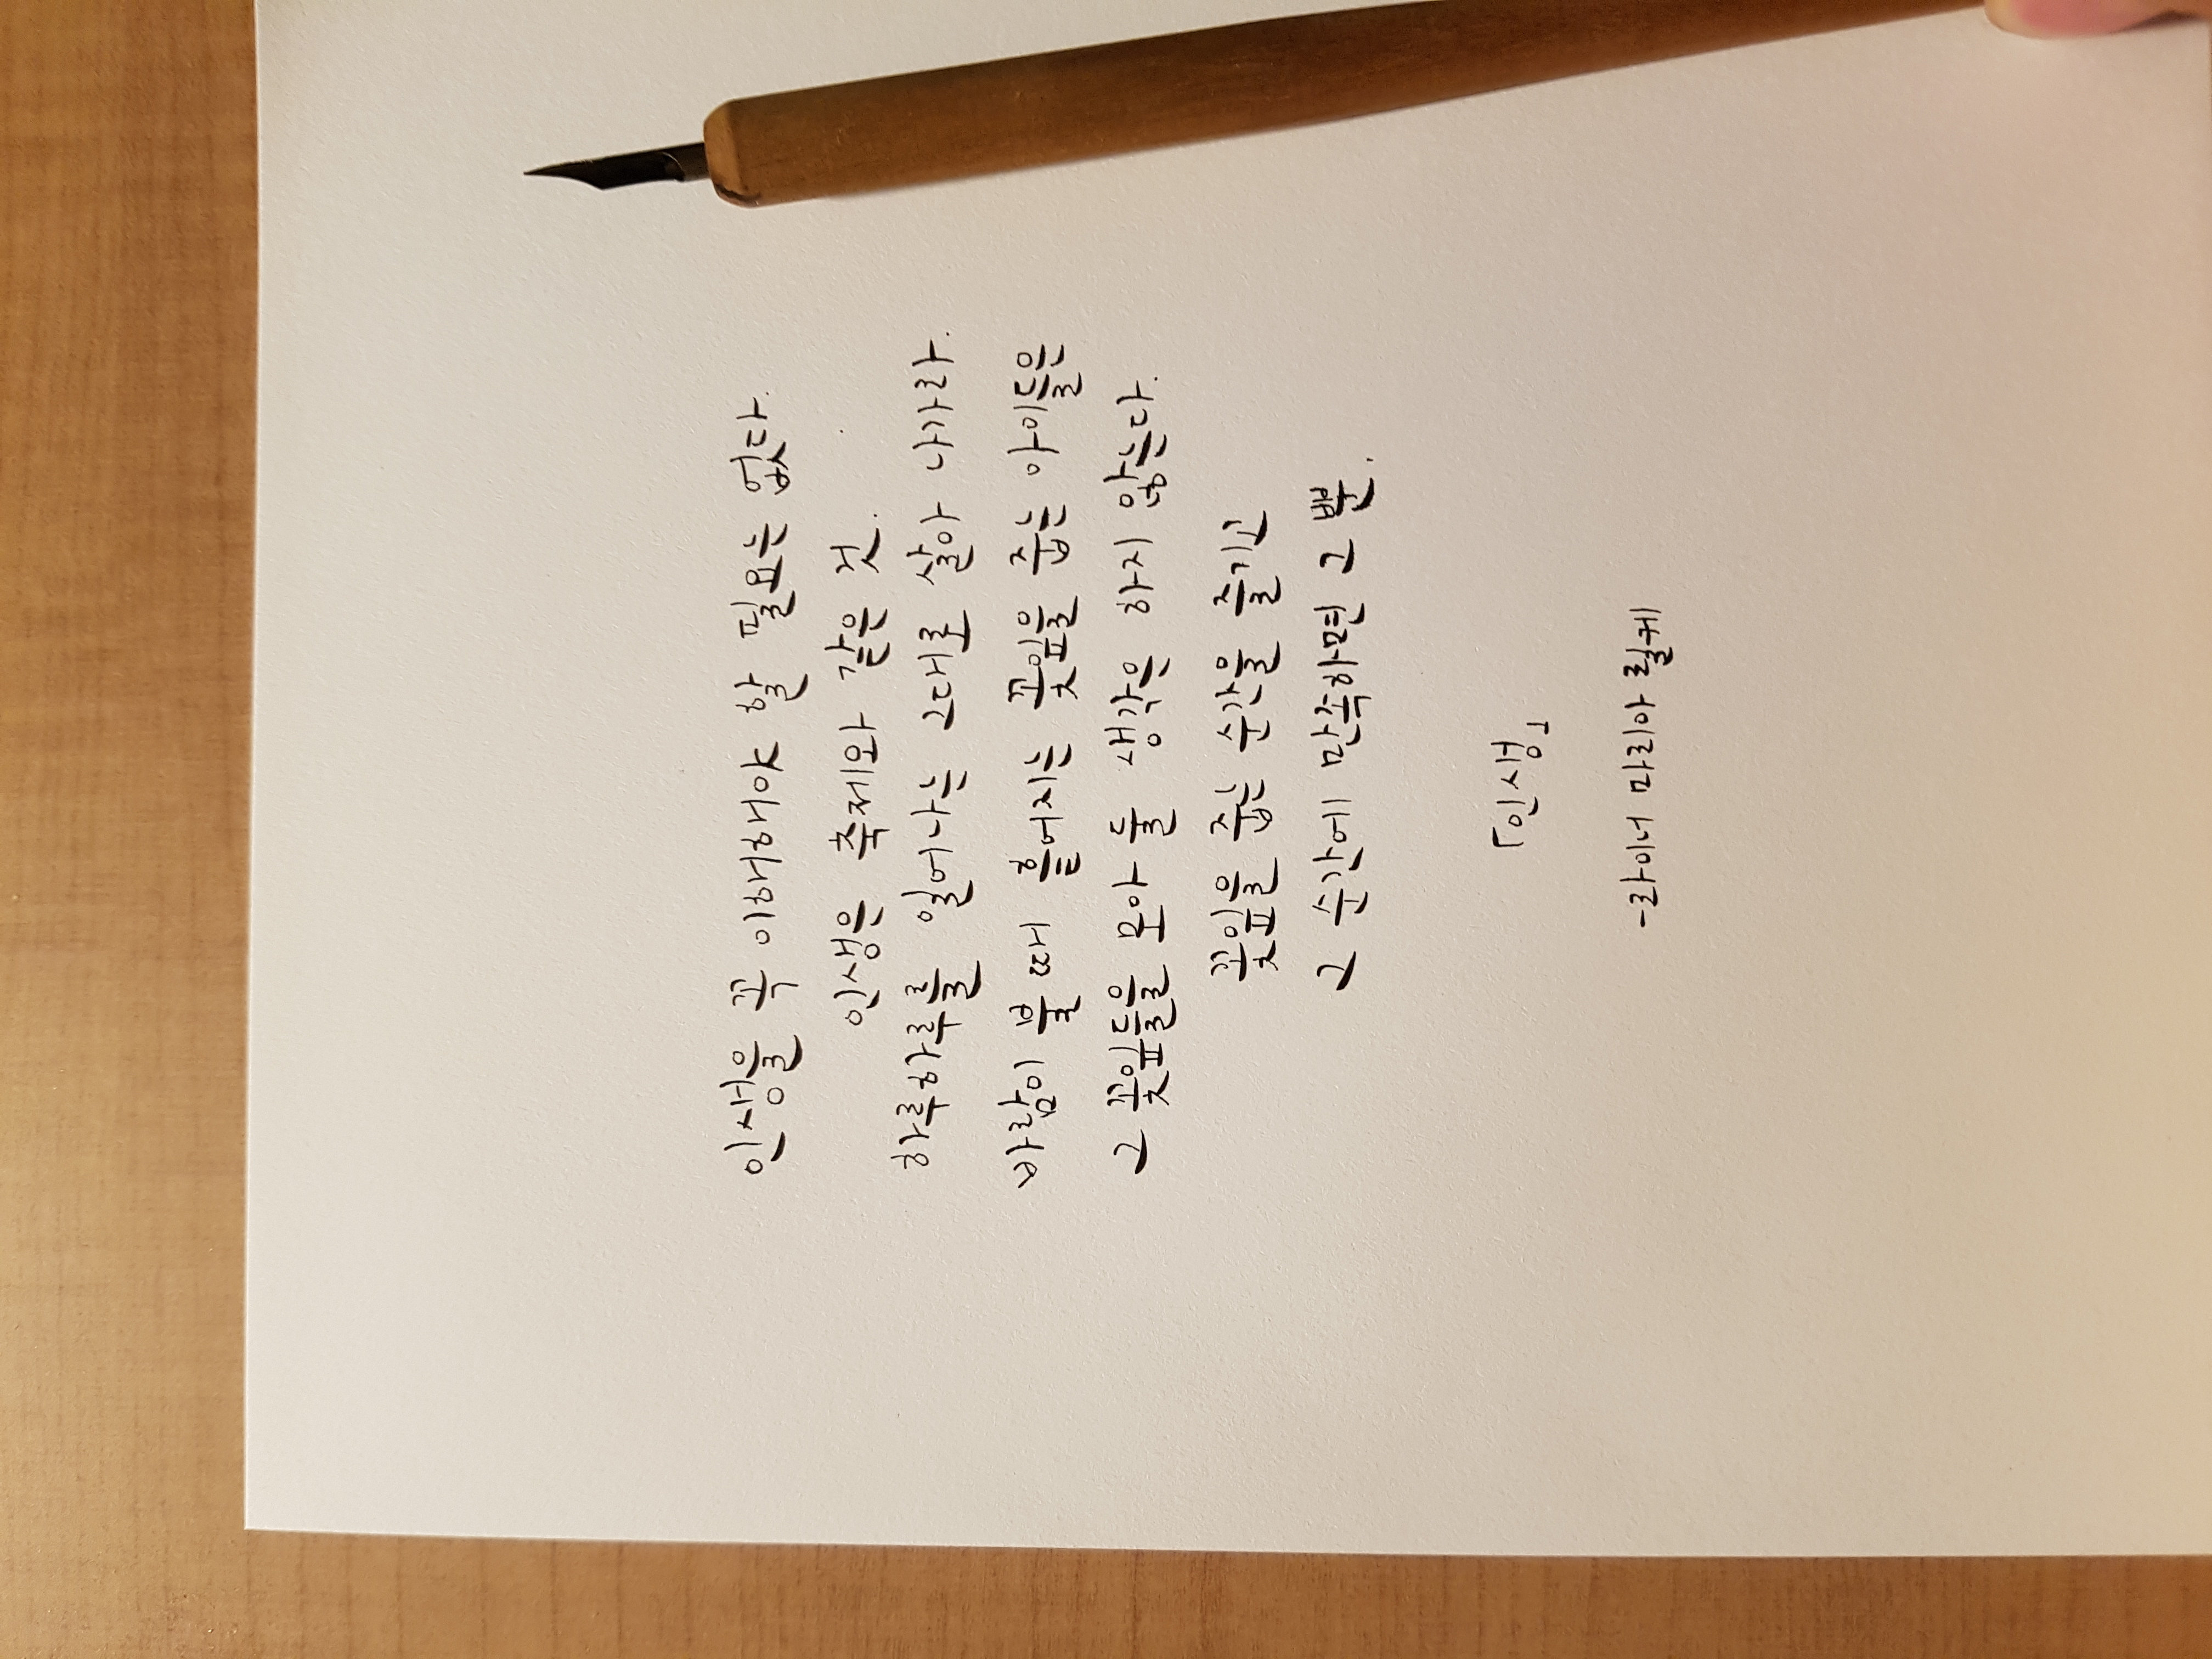 인생을 꼭 이해해야 할 필요는 없다.
인생은 축제와 같은 것.
하루하루를 일어나는 그대로 살아 나가라.
바람이 불 때 흩어지는 꽃잎을 줍는 아이들은
그 꽃잎들을 모아 둘 생각은 하지 않는다.
꽃잎을 줍는 순간을 즐기고
그 순간에 만족하면 그 뿐.
「인생」
-라이너 마리아 릴케